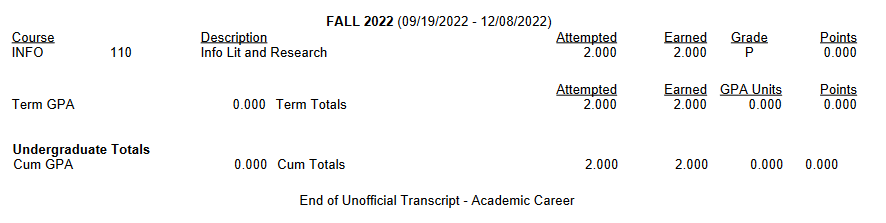 FALL 2022 (09/19/2022 - 12/08/2022)
Course Description Attempted Earned Grade Points
INFO 110 Info Lit and Research 2.000 2.000 P 0.000
Attempted Earned GPA Units Points
Term GPA 0.000 Term Totals 2.000 2.000 0.000 0.000
Undergraduate Totals
Cum GPA 0.000 Cum Totals 2.000 2.000 0.000 0.000
End of Unofficial Transcript - Academic Career